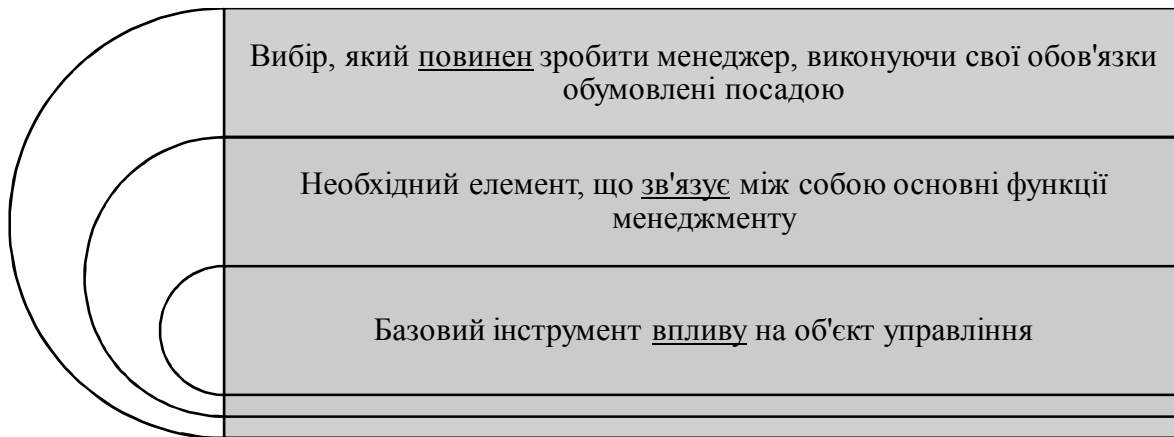 Вибір, який повинен зробити менеджер, виконуючи свої обов'язки
обумовлені посадою
Необхідний елемент, що зв'язує між собою основні функції
менеджменту
Базовий інструмент впливу на об'єкт управління